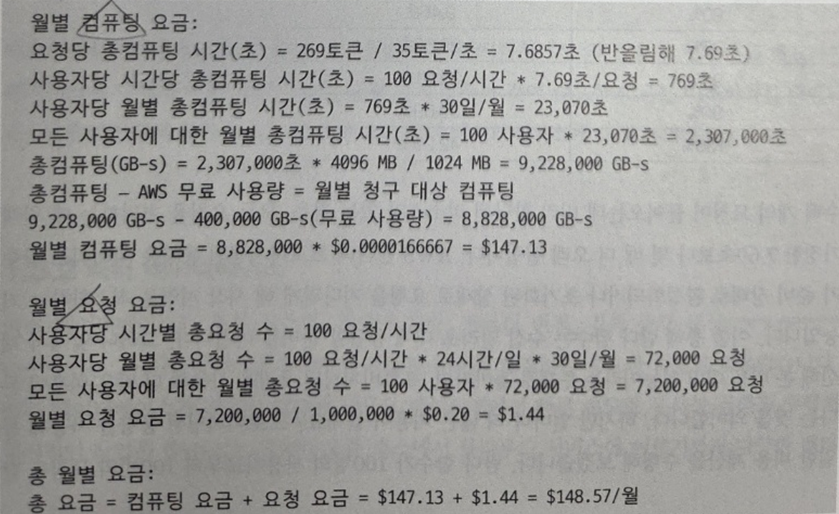 월별 컴퓨팅 요금:
요청당 총컴퓨팅 시간(초) = 269토큰 / 35토큰/초 = 7.6857초 (반올림해 7.69초)
사용자당 시간당 총컴퓨팅 시간(초) = 100 요청/시간 * 7.69초/요청 = 769초
사용자당 월별 총컴퓨팅 시간(초) = 769초 * 30일/월 = 23,070초
모든 사용자에 대한 월별 총컴퓨팅 시간(초) = 100 사용자 * 23,070초 = 2,307,000초
총컴퓨팅(GB-s) = 2,307,000초 * 4096 MB / 1024 MB = 9,228,000 GB-s
총컴퓨팅 – AWS 무료 사용량 = 월별 청구 대상 컴퓨팅
9,228,000 GB-s – 400,000 GB-s(무료 사용량) = 8,828,000 GB-s
월별 컴퓨팅 요금 = 8,828,000 * $0.0000166667 = $147.13
월별 요청 요금:
사용자당 시간별 총요청 수 = 100 요청/시간
사용자당 월별 총요청 수 = 100 요청/시간 * 24시간/일 * 30일/월 = 72,000 요청
모든 사용자에 대한 월별 총요청 수 = 100 사용자 * 72,000 요청 = 7,200,000 요청
월별 요청 요금 = 7,200,000 / 1,000,000 * $0.20 = $1.44
총 월별 요금:
총 요금 = 컴퓨팅 요금 + 요청 요금 = $147.13 + $1.44 = $148.57/월